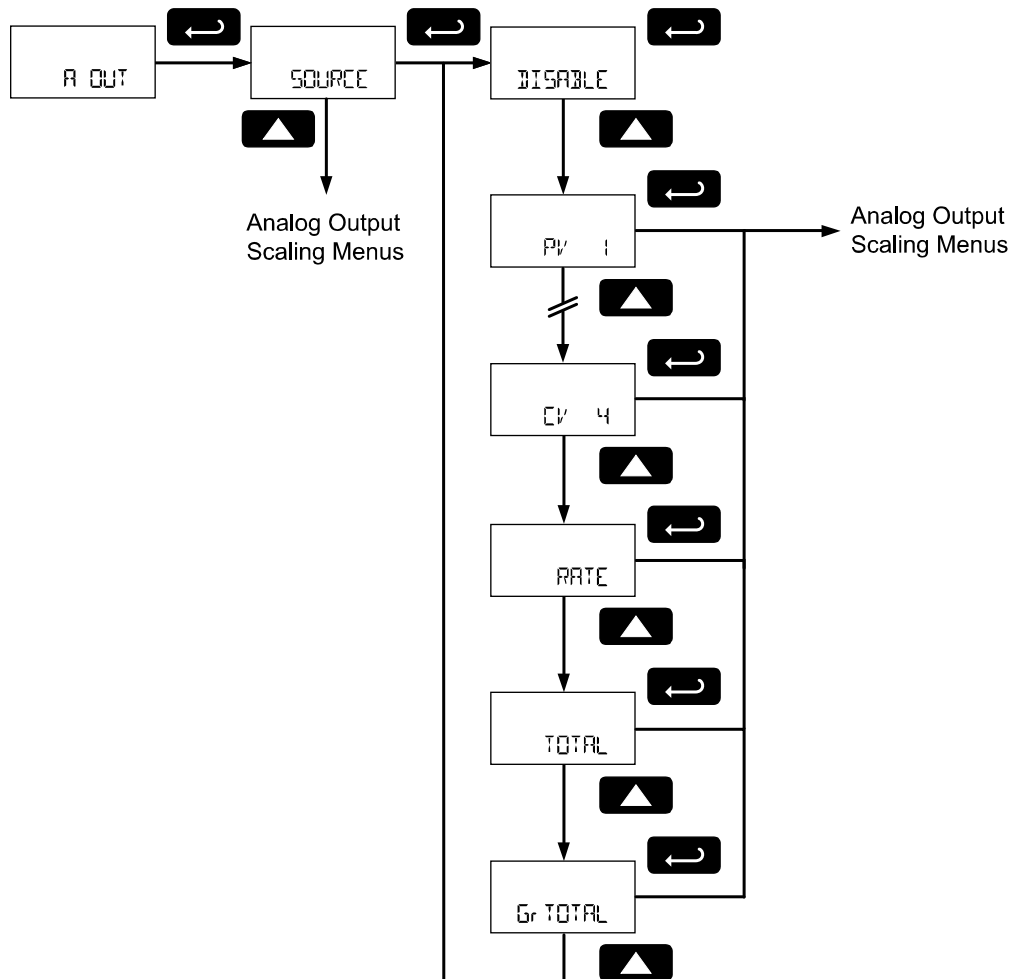 A OUT
SOURCE
DISABLE
Analog Output
Scaling Menus
PV 1
Analog Output
Scaling Menus
CV 4
RATE
TOTAL
Gr TOTAL